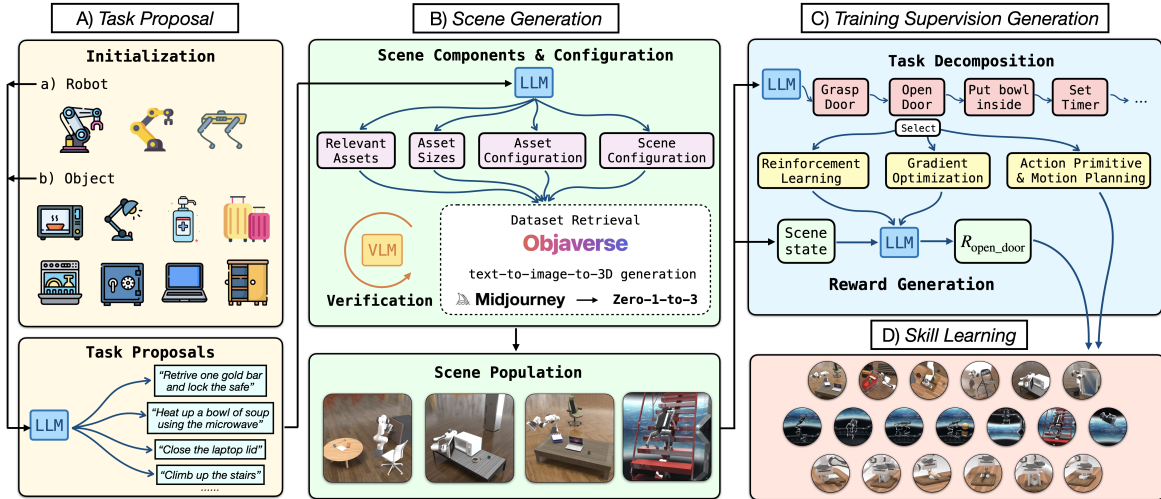 A) Task Proposal
Initialization
a) Robot
b) Object
Task Proposals
LLM
“Retrive one gold bar
and lock the safe”
“Heat up a bowl of soup
using the microwave”
“Close the laptop lid”
“Climb up the stairs”
......
B) Scene Generation
Scene Components & Configuration
LLM
Relevant
Assets
Asset
Sizes
Asset
Configuration
Scene
Configuration
VLM
Verification
Dataset Retrieval
Objaverse
text-to-image-to-3D generation
Midjourney
Zero-1-to-3
Scene Population
C) Training Supervision Generation
Task Decomposition
LLM
Grasp
Door
Open
Door
Put bowl
inside
Set
Timer
...
Select
Reinforcement
Learning
Gradient
Optimization
Action Primitive
& Motion Planning
Scene
state
LLM
R_open_door
Reward Generation
D) Skill Learning